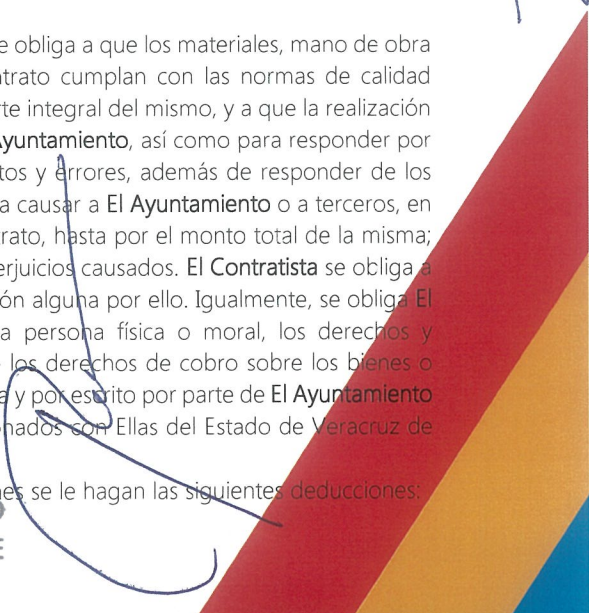 e obliga a que los materiales, mano de obra
trato cumplan con las normas de calidad
rte integral del mismo, y a que la realización
Ayuntamiento, así como para responder por
tos y errores, además de responder de los
a causar a El Ayuntamiento o a terceros, en
rato, hasta por el monto total de la misma;
erjuicios causados. El Contratista se obliga a
ón alguna por ello. Igualmente, se obliga El
a persona física o moral, los derechos y
los derechos de cobro sobre los bienes o
a y por escrito por parte de El Ayuntamiento
nados con Ellas del Estado de Veracruz de
nes se le hagan las siguientes deducciones:
E